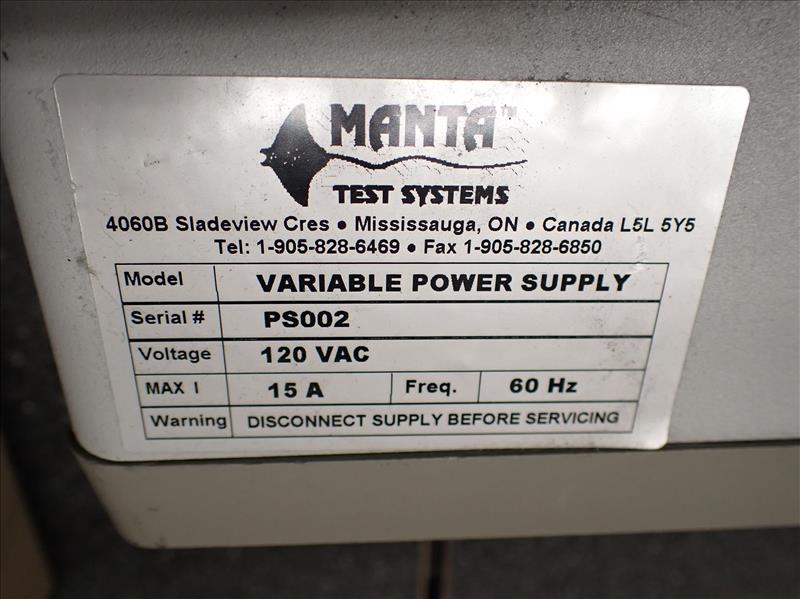 MANTA™
TEST SYSTEMS
4060B Sladeview Cres • Mississauga, ON • Canada L5L 5Y5
Tel: 1-905-828-6469 • Fax 1-905-828-6850
Model VARIABLE POWER SUPPLY
Serial # PS002
Voltage 120 VAC
MAX I 15 A Freq. 60 Hz
Warning DISCONNECT SUPPLY BEFORE SERVICING